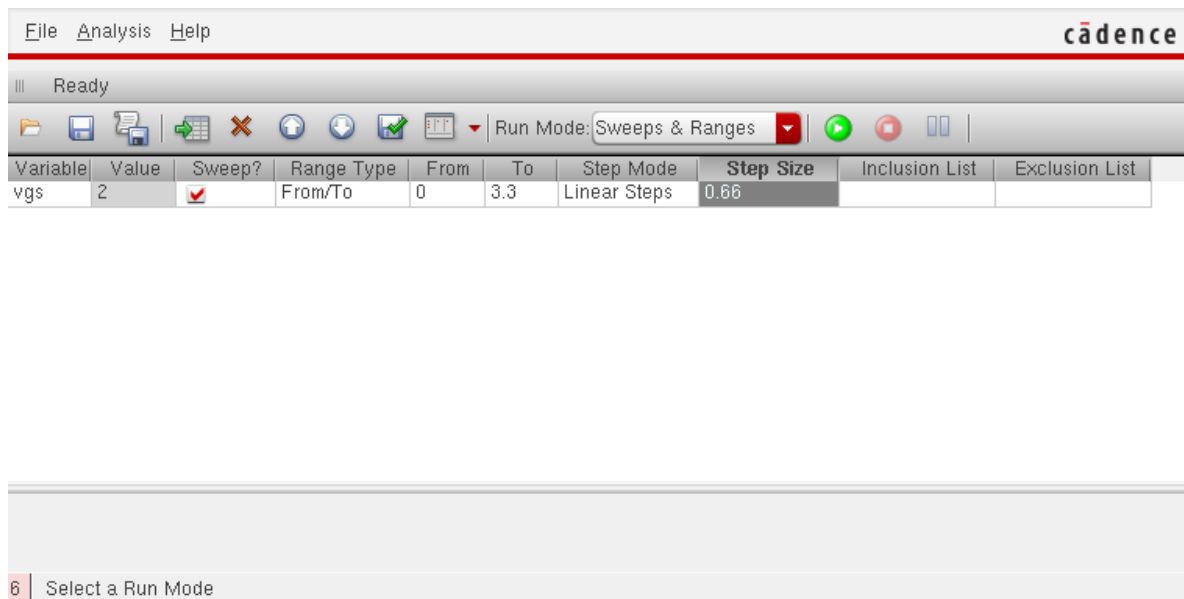 File Analysis Help cādence
Ready
Run Mode: Sweeps & Ranges
Variable Value Sweep? Range Type From To Step Mode Step Size Inclusion List Exclusion List
vgs 2 From/To 0 3.3 Linear Steps 0.66
6 Select a Run Mode